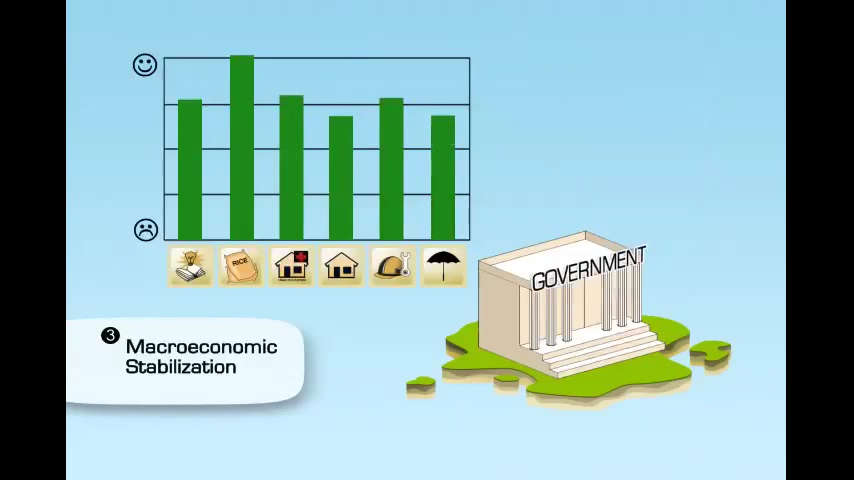 RICE
GOVERNMENT
3
Macroeconomic
Stabilization